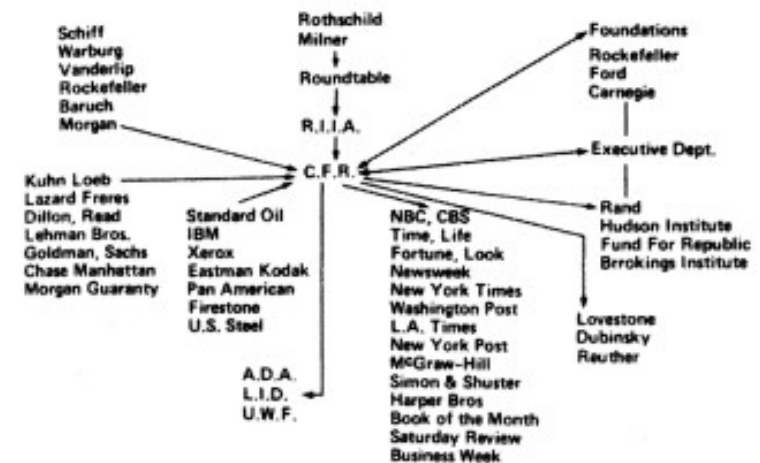 Schiff
Warburg
Vanderlip
Rockefeller
Baruch
Morgan
Rothschild
Milner
Roundtable
R.I.I.A.
C.F.R.
Foundations
Rockefeller
Ford
Carnegie
Executive Dept.
Rand
Hudson Institute
Fund For Republic
Brrokings Institute
Kuhn Loeb
Lazard Freres
Dillon, Read
Lehman Bros.
Goldman, Sachs
Chase Manhattan
Morgan Guaranty
Standard Oil
IBM
Xerox
Eastman Kodak
Pan American
Firestone
U.S. Steel
NBC, CBS
Time, Life
Fortune, Look
Newsweek
New York Times
Washington Post
L.A. Times
New York Post
McGraw-Hill
Simon & Shuster
Harper Bros
Book of the Month
Saturday Review
Business Week
Lovestone
Dubinsky
Reuther
A.D.A.
L.I.D.
U.W.F.